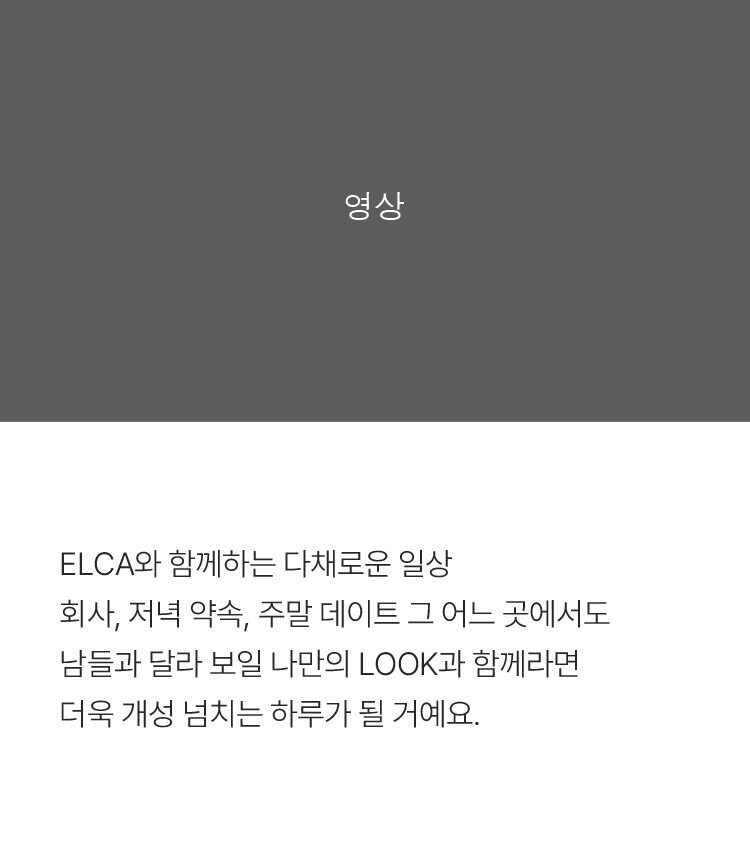 영상
ELCA와 함께하는 다채로운 일상
회사, 저녁 약속, 주말 데이트 그 어느 곳에서도
남들과 달라 보일 나만의 LOOK과 함께라면
더욱 개성 넘치는 하루가 될 거예요.